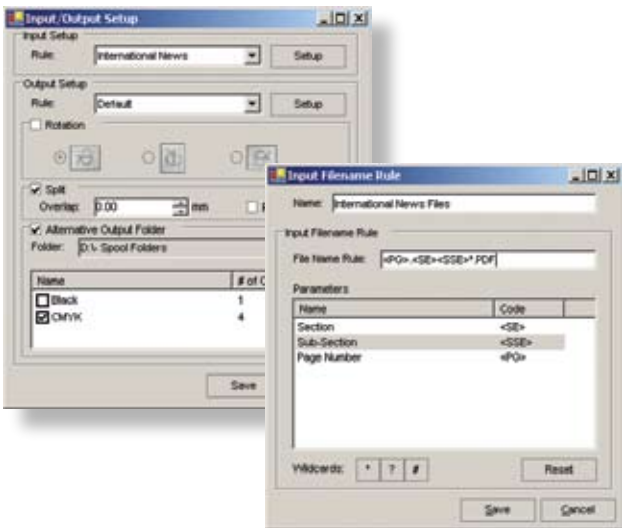 Input/Output Setup
Input Setup
Rule: International News Setup
Output Setup
Rule: Default Setup
Rotation
Split
Overlap: 0.00 mm
Alternative Output Folder
Folder: D:\- Spool Folders
Name # of C
Black 1
CMYK 4
Save
Input Filename Rule
Name: International News Files
Input Filename Rule
File Name Rule: <PG>.<SE><SSE>*.PDF
Parameters
Name Code
Section <SE>
Sub-Section <SSE>
Page Number <PG>
Wildcards: * ? # Reset
Save Cancel